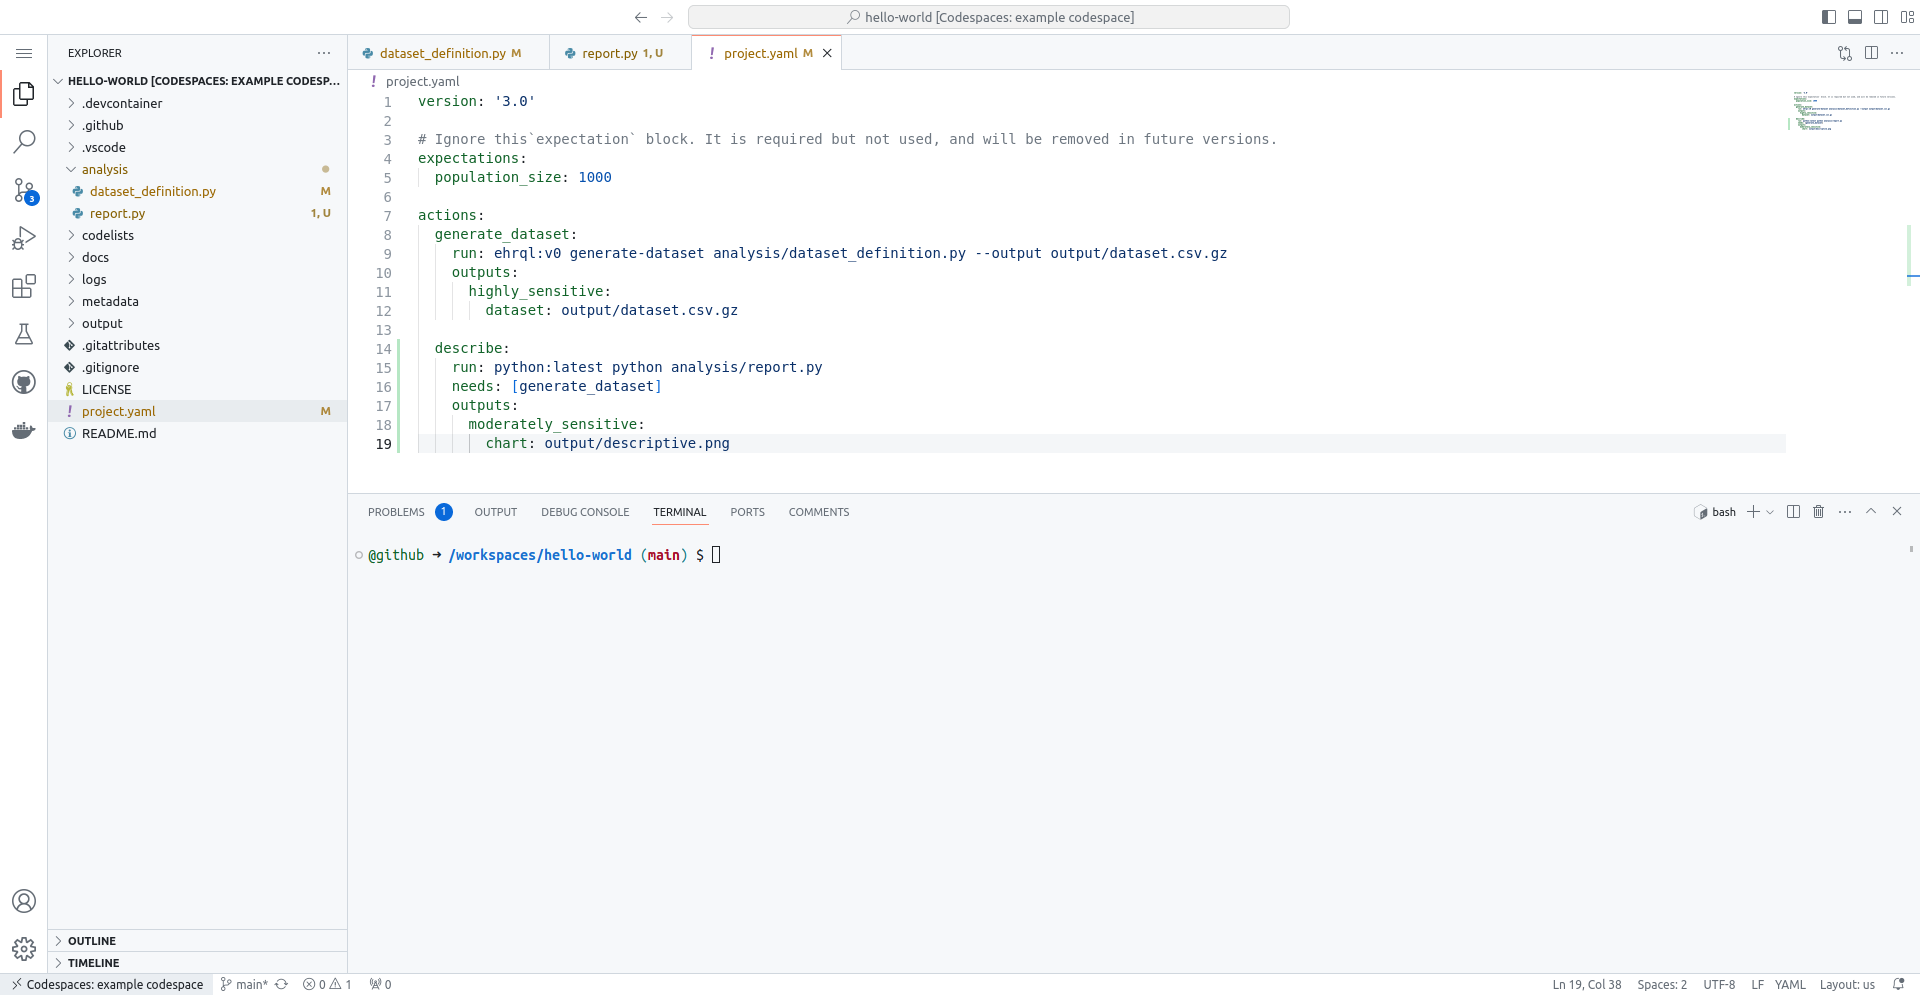 hello-world [Codespaces: example codespace]
EXPLORER
HELLO-WORLD [CODESPACES: EXAMPLE CODESP...
.devcontainer
.github
.vscode
analysis
dataset_definition.py M
report.py 1, U
codelists
docs
logs
metadata
output
.gitattributes
.gitignore
LICENSE
project.yaml M
README.md
OUTLINE
TIMELINE
3
dataset_definition.py M
report.py 1, U
project.yaml M
project.yaml
1 version: '3.0'
2
3 # Ignore this`expectation` block. It is required but not used, and will be removed in future versions.
4 expectations:
5 population_size: 1000
6
7 actions:
8 generate_dataset:
9 run: ehrql:v0 generate-dataset analysis/dataset_definition.py --output output/dataset.csv.gz
10 outputs:
11 highly_sensitive:
12 dataset: output/dataset.csv.gz
13
14 describe:
15 run: python:latest python analysis/report.py
16 needs: [generate_dataset]
17 outputs:
18 moderately_sensitive:
19 chart: output/descriptive.png
PROBLEMS 1 OUTPUT DEBUG CONSOLE TERMINAL PORTS COMMENTS
bash
@github ➜ /workspaces/hello-world (main) $
Codespaces: example codespace main* 0 1 0 Ln 19, Col 38 Spaces: 2 UTF-8 LF YAML Layout: us